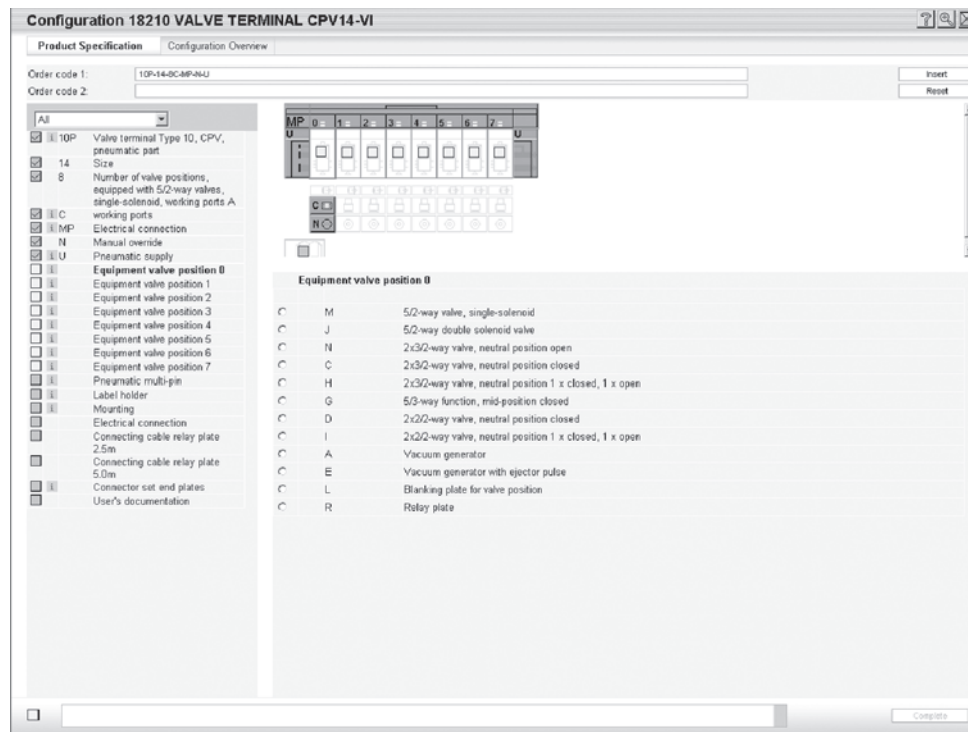 Configuration 18210 VALVE TERMINAL CPV14-VI
Product Specification
Configuration Overview
Order code 1:
10P-14-8C-MP-N-U
Insert
Order code 2:
Reset
All
10P Valve terminal Type 10, CPV,
pneumatic part
14 Size
8 Number of valve positions,
equipped with 5/2-way valves,
single-solenoid, working ports A
C working ports
MP Electrical connection
N Manual override
U Pneumatic supply
Equipment valve position 0
Equipment valve position 1
Equipment valve position 2
Equipment valve position 3
Equipment valve position 4
Equipment valve position 5
Equipment valve position 6
Equipment valve position 7
Pneumatic multi-pin
Label holder
Mounting
Electrical connection
Connecting cable relay plate
2.5m
Connecting cable relay plate
5.0m
Connector set end plates
User's documentation
MP 0 1 2 3 4 5 6 7
U U
C
N
Equipment valve position 0
M 5/2-way valve, single-solenoid
J 5/2-way double solenoid valve
N 2x3/2-way valve, neutral position open
C 2x3/2-way valve, neutral position closed
H 2x3/2-way valve, neutral position 1 x closed, 1 x open
G 5/3-way function, mid-position closed
D 2x2/2-way valve, neutral position closed
I 2x2/2-way valve, neutral position 1 x closed, 1 x open
A Vacuum generator
E Vacuum generator with ejector pulse
L Blanking plate for valve position
R Relay plate
Complete